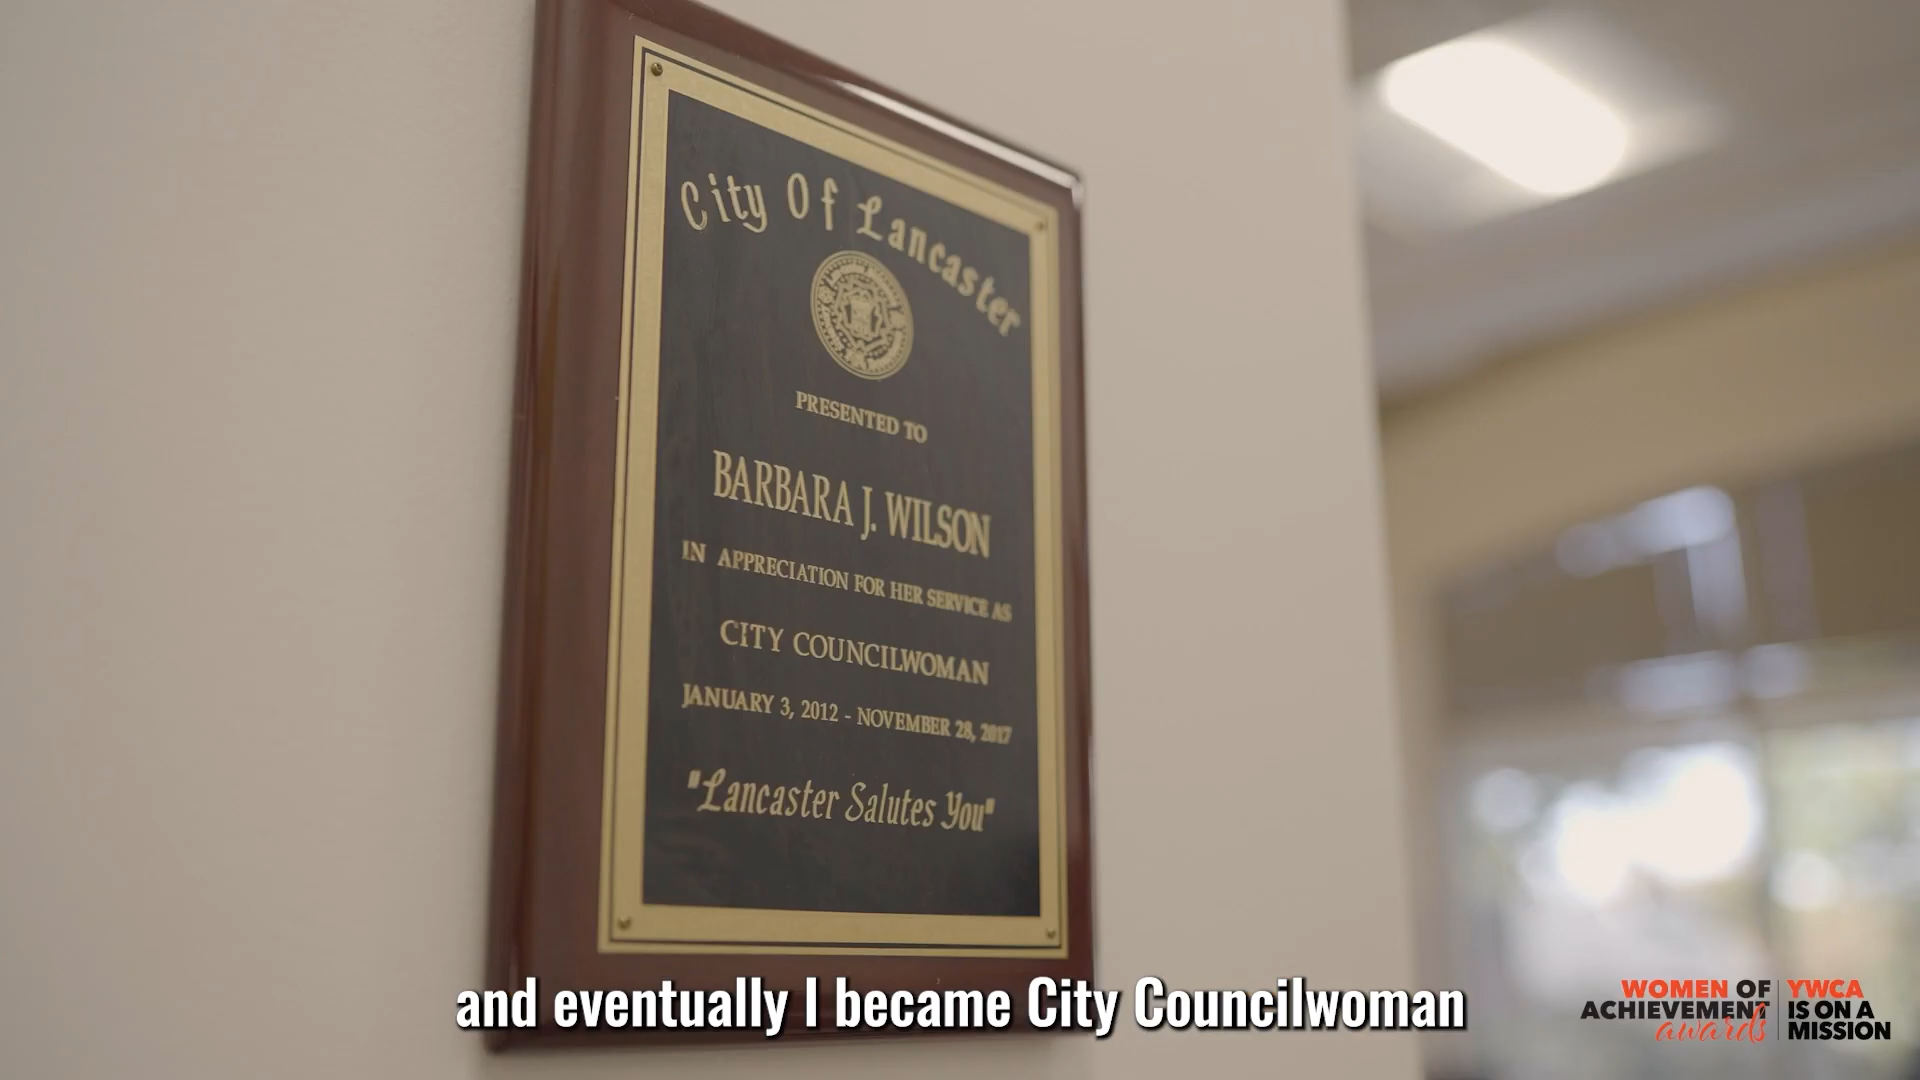 City Of Lancaster
PRESENTED TO
BARBARA J. WILSON
IN APPRECIATION FOR HER SERVICE AS
CITY COUNCILWOMAN
JANUARY 3, 2012 - NOVEMBER 28, 2017
"Lancaster Salutes You"
and eventually I became City Councilwoman
WOMEN OF
ACHIEVEMENT
awards
YWCA
IS ON A
MISSION